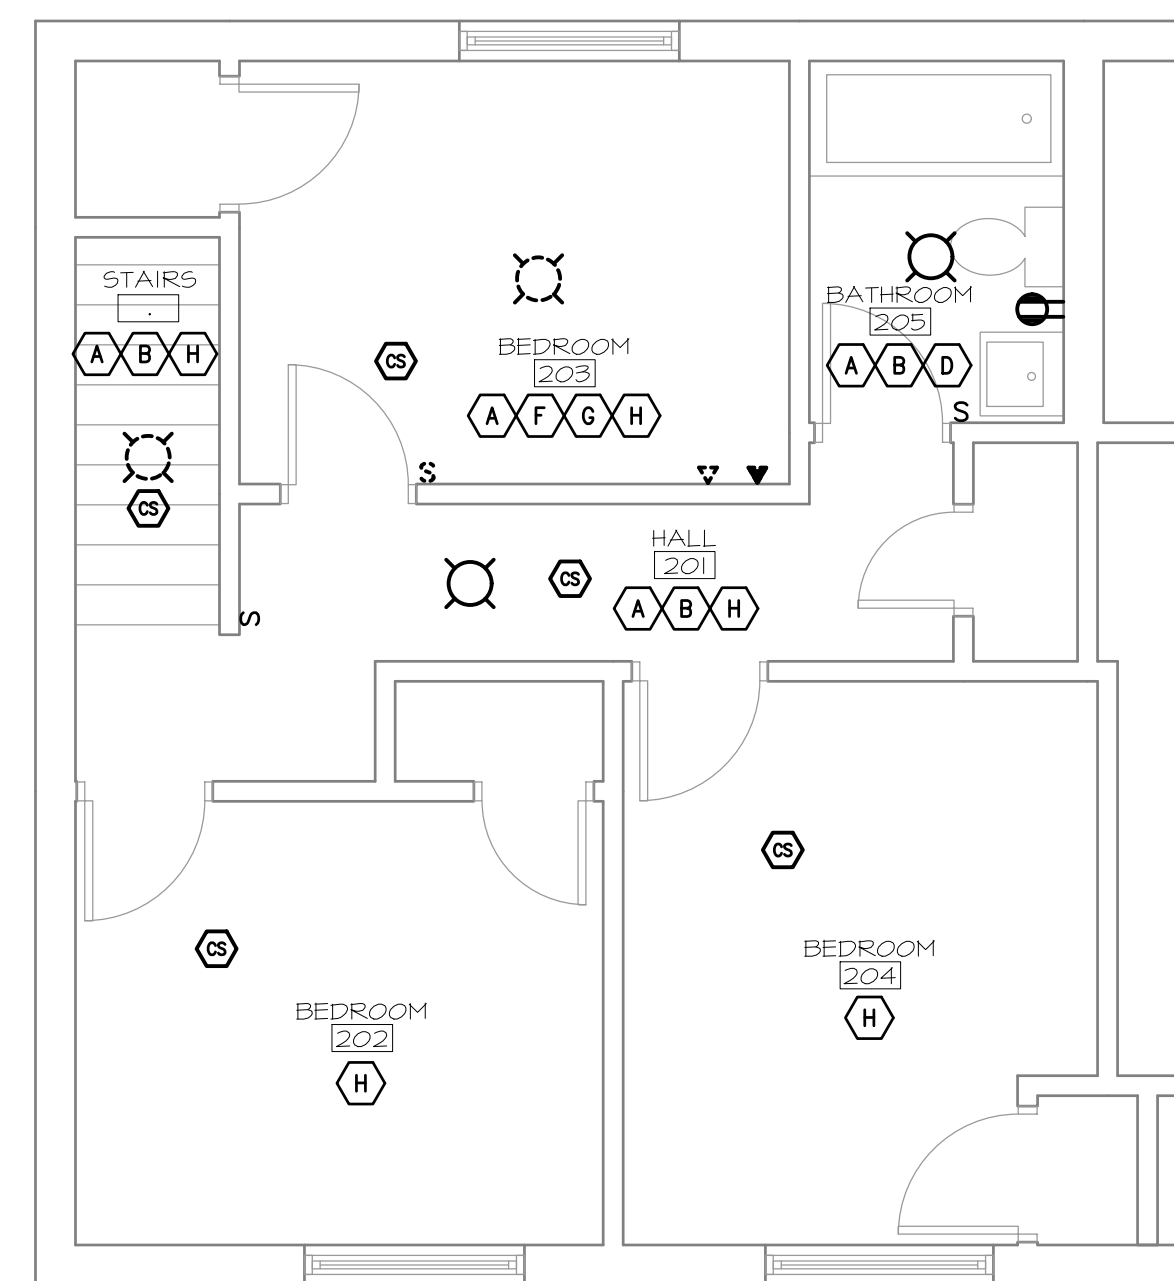 STAIRS
A B H
CS
BEDROOM
203
CS
A F G H
S
BATHROOM
205
A B D
S
HALL
201
CS
A B H
S
BEDROOM
202
CS
H
BEDROOM
204
CS
H